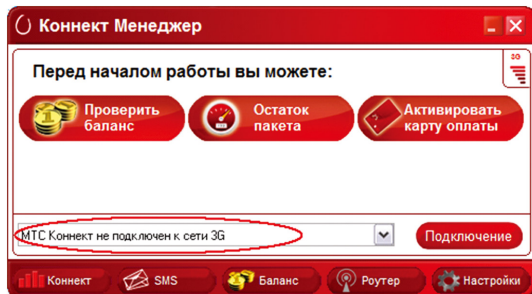 Коннект Менеджер
3G
Перед началом работы вы можете:
Проверить баланс
Остаток пакета
Активировать карту оплаты
МТС Коннект не подключен к сети 3G
Подключение
Коннект
SMS
Баланс
Роутер
Настройки